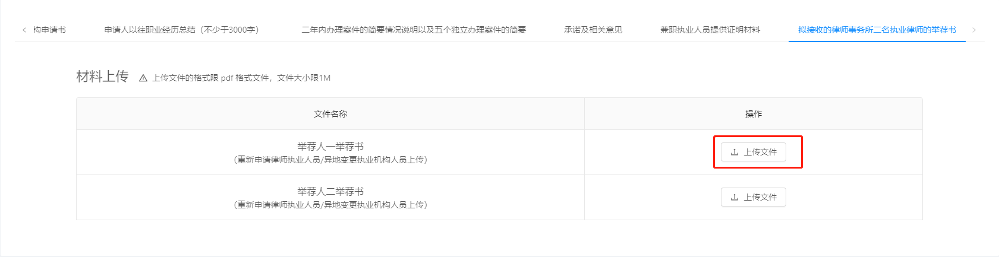 构申请书
申请人以往职业经历总结（不少于3000字）
二年内办理案件的简要情况说明以及五个独立办理案件的简要
承诺及相关意见
兼职执业人员提供证明材料
拟接收的律师事务所二名执业律师的举荐书
材料上传
上传文件的格式限 pdf 格式文件，文件大小限1M
文件名称
操作
举荐人一举荐书
（重新申请律师执业人员/异地变更执业机构人员上传）
上传文件
举荐人二举荐书
（重新申请律师执业人员/异地变更执业机构人员上传）
上传文件